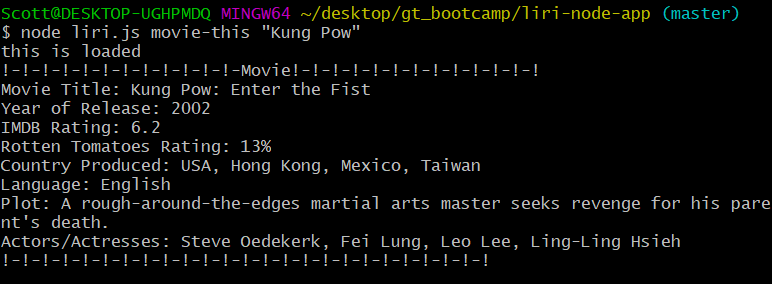 Scott@DESKTOP-UGHPMDQ MINGW64 ~/desktop/gt_bootcamp/liri-node-app (master)
$ node liri.js movie-this "Kung Pow"
this is loaded
!-!-!-!-!-!-!-!-!-!-!-!-Movie!-!-!-!-!-!-!-!-!-!-!-!-!
Movie Title: Kung Pow: Enter the Fist
Year of Release: 2002
IMDB Rating: 6.2
Rotten Tomatoes Rating: 13%
Country Produced: USA, Hong Kong, Mexico, Taiwan
Language: English
Plot: A rough-around-the-edges martial arts master seeks revenge for his pare
nt's death.
Actors/Actresses: Steve Oedekerk, Fei Lung, Leo Lee, Ling-Ling Hsieh
!-!-!-!-!-!-!-!-!-!-!-!-!-!-!-!-!-!-!-!-!-!-!-!-!